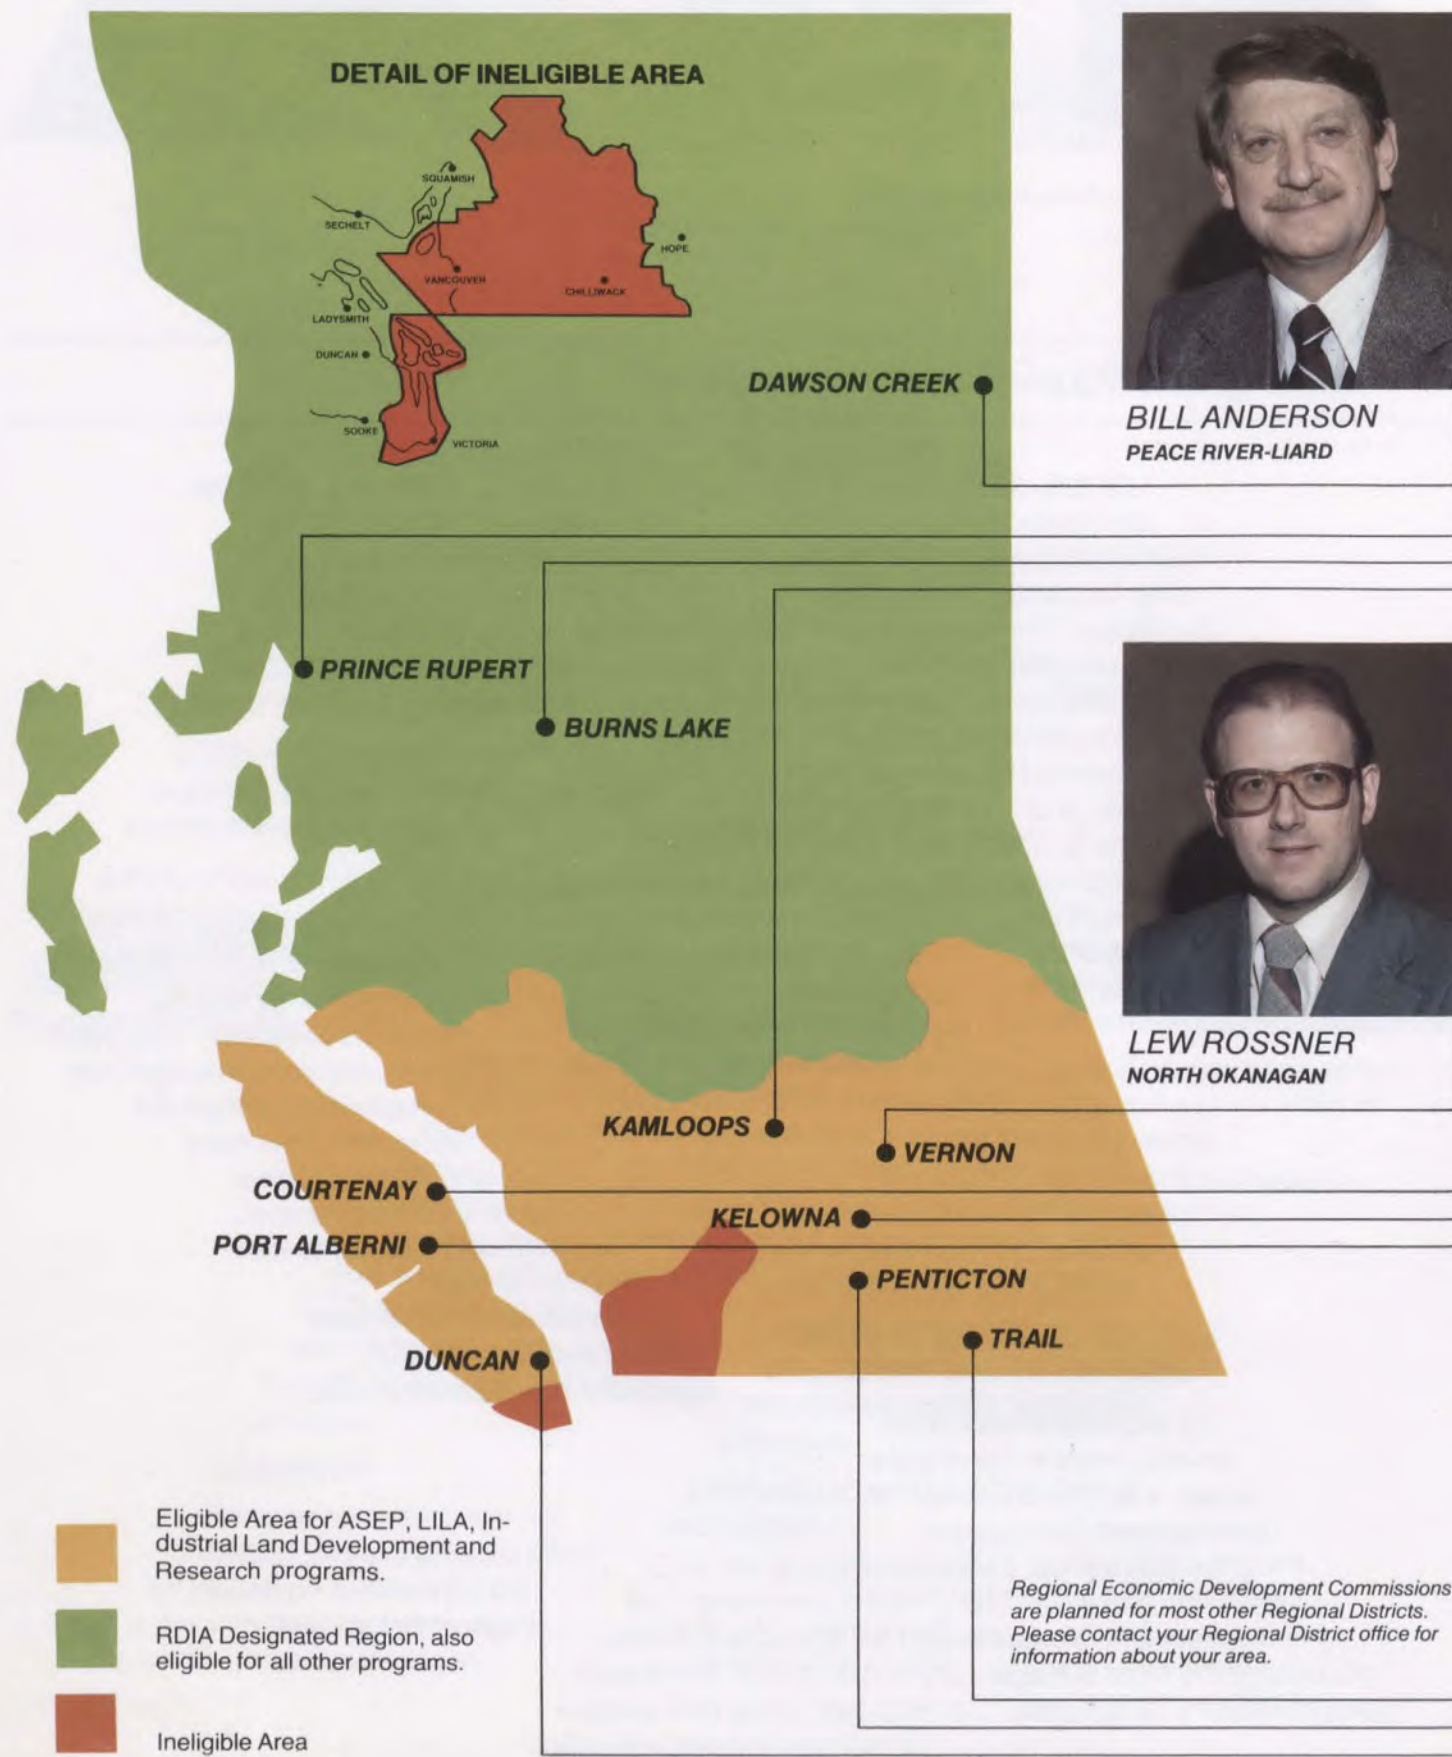 DETAIL OF INELIGIBLE AREA
SQUAMISH
SECHELT
HOPE
VANCOUVER
CHILLIWACK
LADYSMITH
DUNCAN
SOOKE
VICTORIA
DAWSON CREEK
BILL ANDERSON
PEACE RIVER-LIARD
PRINCE RUPERT
BURNS LAKE
LEW ROSSNER
NORTH OKANAGAN
KAMLOOPS
VERNON
COURTENAY
KELOWNA
PORT ALBERNI
PENTICTON
TRAIL
DUNCAN
Eligible Area for ASEP, LILA, In-
dustrial Land Development and
Research programs.
RDIA Designated Region, also
eligible for all other programs.
Ineligible Area
Regional Economic Development Commissions
are planned for most other Regional Districts.
Please contact your Regional District office for
information about your area.